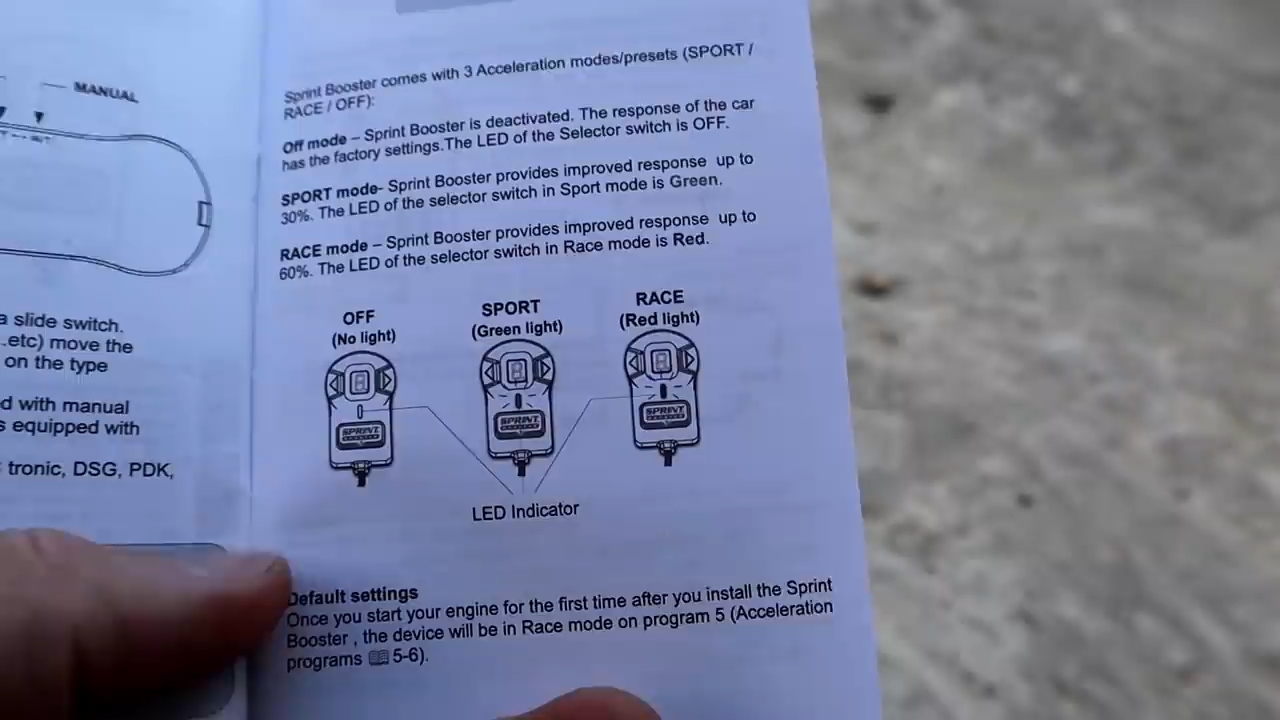 MANUAL
a slide switch.
.etc) move the
on the type
d with manual
s equipped with
tronic, DSG, PDK,
Sprint Booster comes with 3 Acceleration modes/presets (SPORT /
RACE / OFF):
Off mode – Sprint Booster is deactivated. The response of the car
has the factory settings.The LED of the Selector switch is OFF.
SPORT mode- Sprint Booster provides improved response up to
30%. The LED of the selector switch in Sport mode is Green.
RACE mode – Sprint Booster provides improved response up to
60%. The LED of the selector switch in Race mode is Red.
OFF
(No light)
SPORT
(Green light)
RACE
(Red light)
SPRINT
SPRINT
SPRINT
LED Indicator
Default settings
Once you start your engine for the first time after you install the Sprint
Booster , the device will be in Race mode on program 5 (Acceleration
programs 5-6).